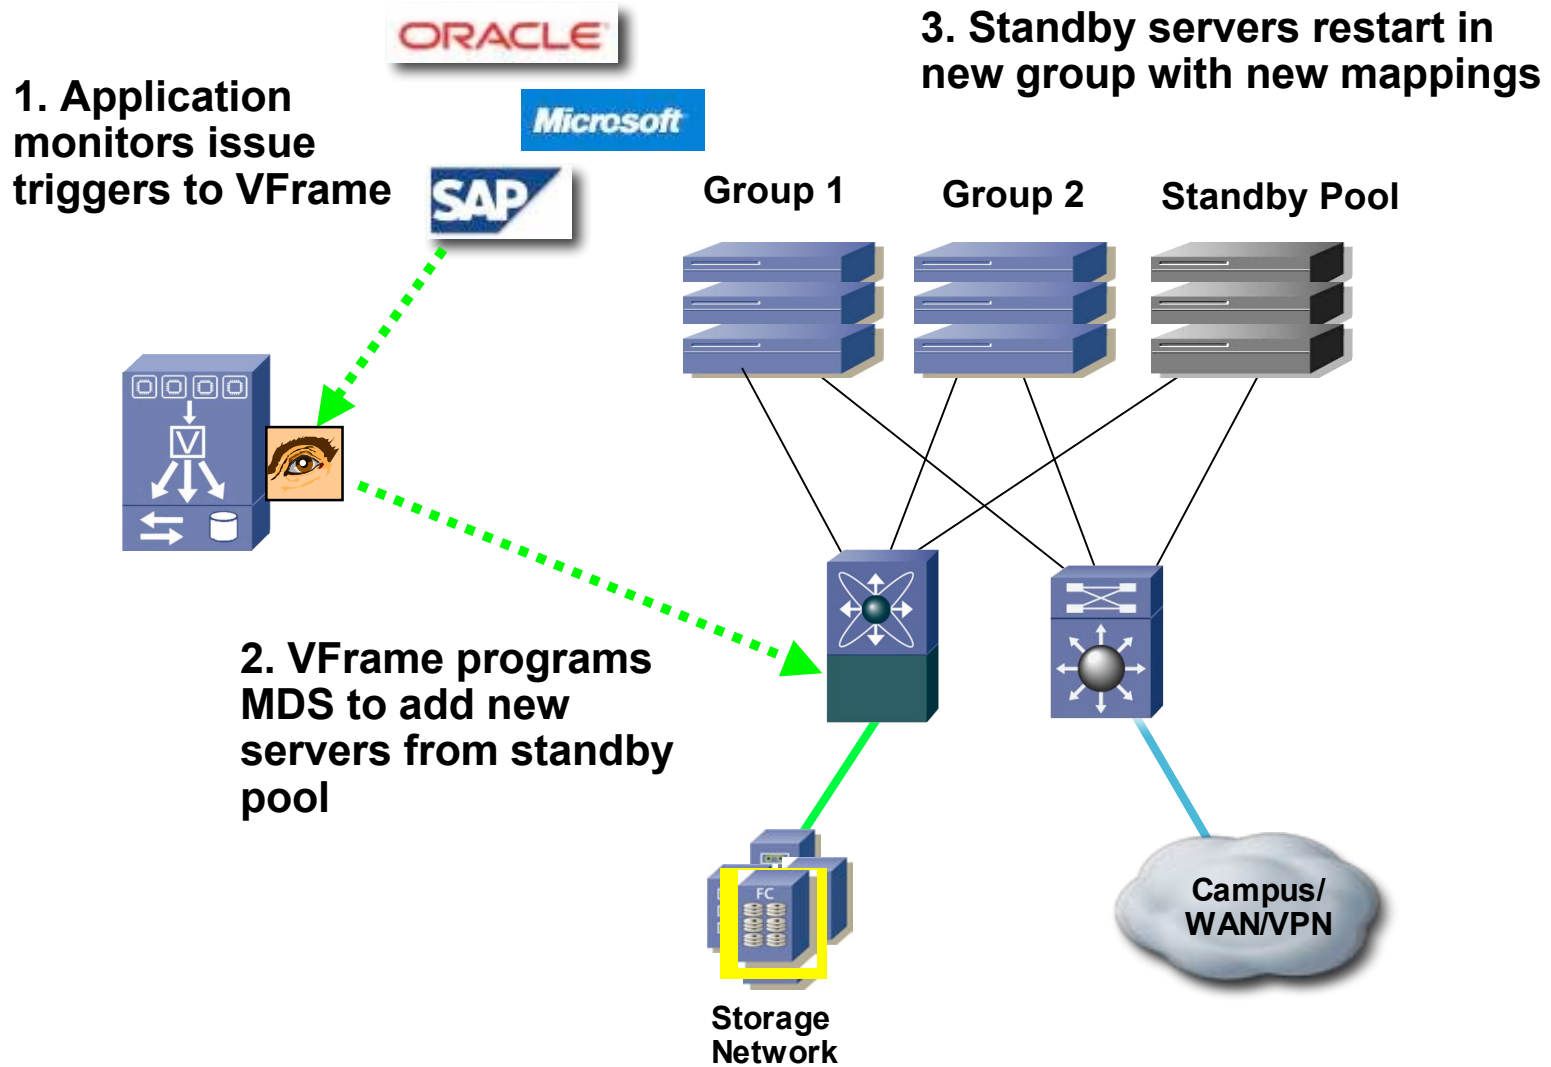 ORACLE
3. Standby servers restart in
new group with new mappings
1. Application
monitors issue
triggers to VFrame
Microsoft
SAP
Group 1
Group 2
Standby Pool
V
2. VFrame programs
MDS to add new
servers from standby
pool
FC
Campus/
WAN/VPN
Storage
Network